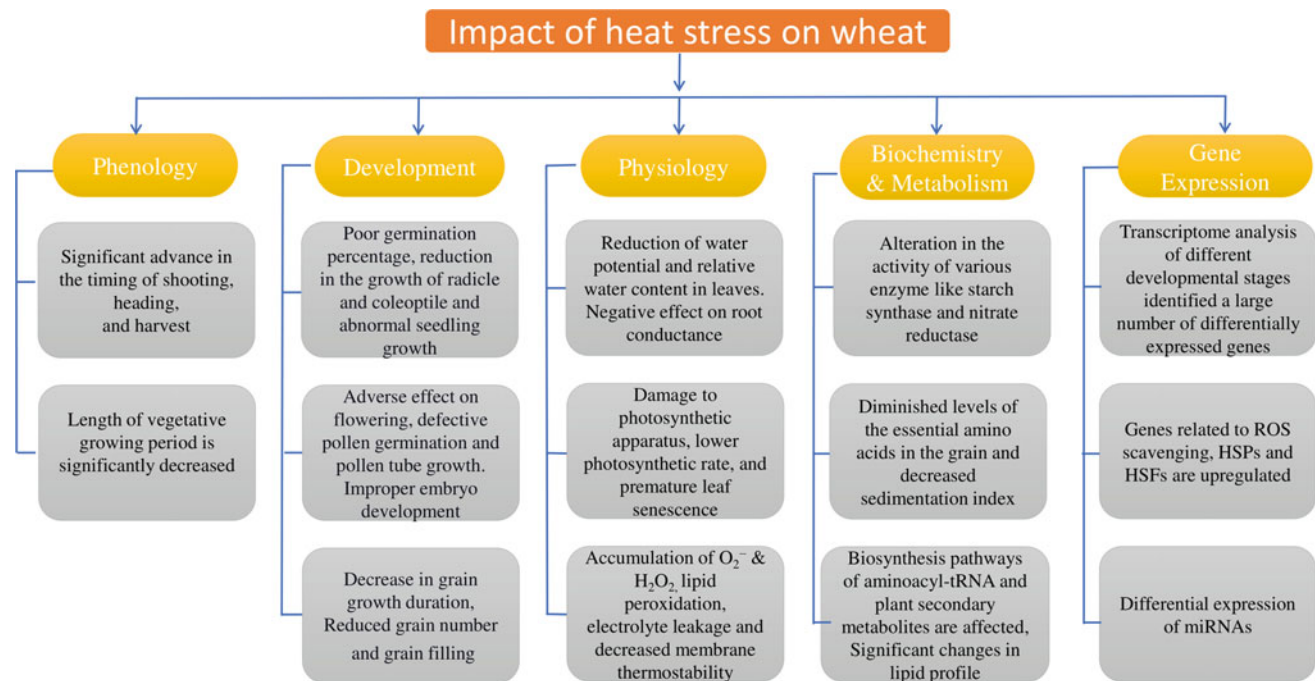 Impact of heat stress on wheat
Phenology
Significant advance in
the timing of shooting,
heading,
and harvest
Length of vegetative
growing period is
significantly decreased
Development
Poor germination
percentage, reduction
in the growth of radicle
and coleoptile and
abnormal seedling
growth
Adverse effect on
flowering, defective
pollen germination and
pollen tube growth.
Improper embryo
development
Decrease in grain
growth duration,
Reduced grain number
and grain filling
Physiology
Reduction of water
potential and relative
water content in leaves.
Negative effect on root
conductance
Damage to
photosynthetic
apparatus, lower
photosynthetic rate, and
premature leaf
senescence
Accumulation of O₂⁻ &
H₂O₂, lipid
peroxidation,
electrolyte leakage and
decreased membrane
thermostability
Biochemistry
& Metabolism
Alteration in the
activity of various
enzyme like starch
synthase and nitrate
reductase
Diminished levels of
the essential amino
acids in the grain and
decreased
sedimentation index
Biosynthesis pathways
of aminoacyl-tRNA and
plant secondary
metabolites are affected,
Significant changes in
lipid profile
Gene
Expression
Transcriptome analysis
of different
developmental stages
identified a large
number of differentially
expressed genes
Genes related to ROS
scavenging, HSPs and
HSFs are upregulated
Differential expression
of miRNAs